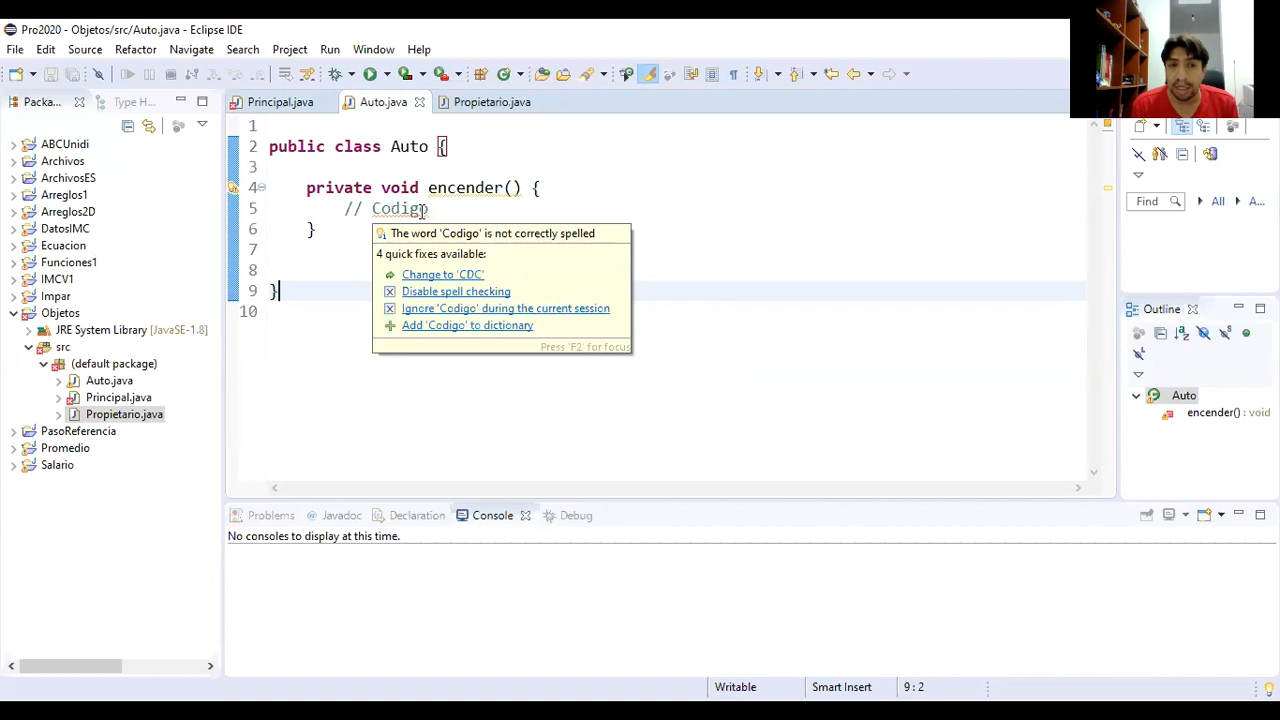 Pro2020 - Objetos/src/Auto.java - Eclipse IDE
File Edit Source Refactor Navigate Search Project Run Window Help
Packa... Type H...
Principal.java Auto.java Propietario.java
ABCUnidi
Archivos
ArchivosES
Arreglos1
Arreglos2D
DatosIMC
Ecuacion
Funciones1
IMCV1
Impar
Objetos
JRE System Library [JavaSE-1.8]
src
(default package)
Auto.java
Principal.java
Propietario.java
PasoReferencia
Promedio
Salario
1
2 public class Auto {
3
4 private void encender() {
5 // Codigo
6 }
7
8
9 }
10
The word 'Codigo' is not correctly spelled
4 quick fixes available:
Change to 'CDC'
Disable spell checking
Ignore 'Codigo' during the current session
Add 'Codigo' to dictionary
Press 'F2' for focus
Find All A...
Outline
Auto
encender() : void
Problems Javadoc Declaration Console Debug
No consoles to display at this time.
Writable Smart Insert 9 : 2